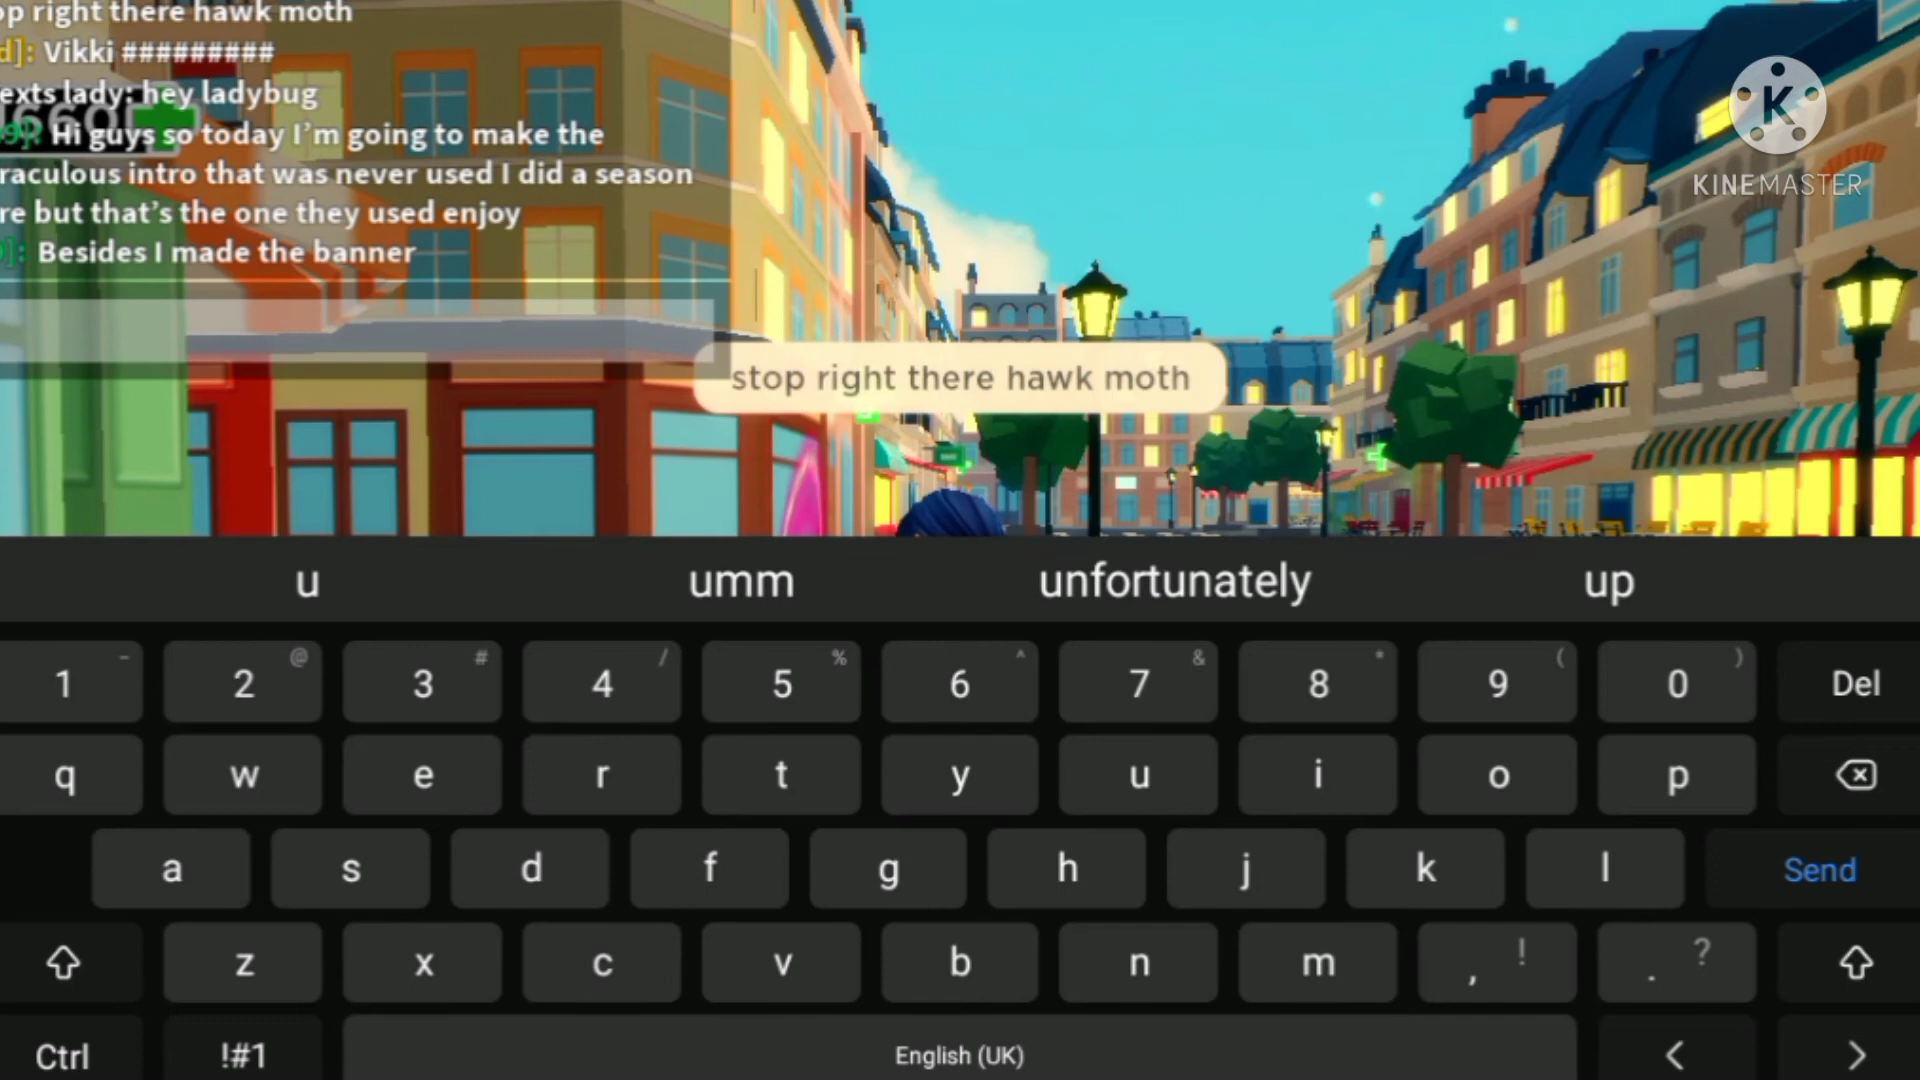 op right there hawk moth
d]: Vikki #########
exts lady: hey ladybug
9]: Hi guys so today I'm going to make the
raculous intro that was never used I did a season
re but that's the one they used enjoy
]: Besides I made the banner
KINEMASTER
stop right there hawk moth
u umm unfortunately up
1 2 3 4 5 6 7 8 9 0 Del
q w e r t y u i o p
a s d f g h j k l Send
z x c v b n m , ! . ?
Ctrl !#1 English (UK) < >